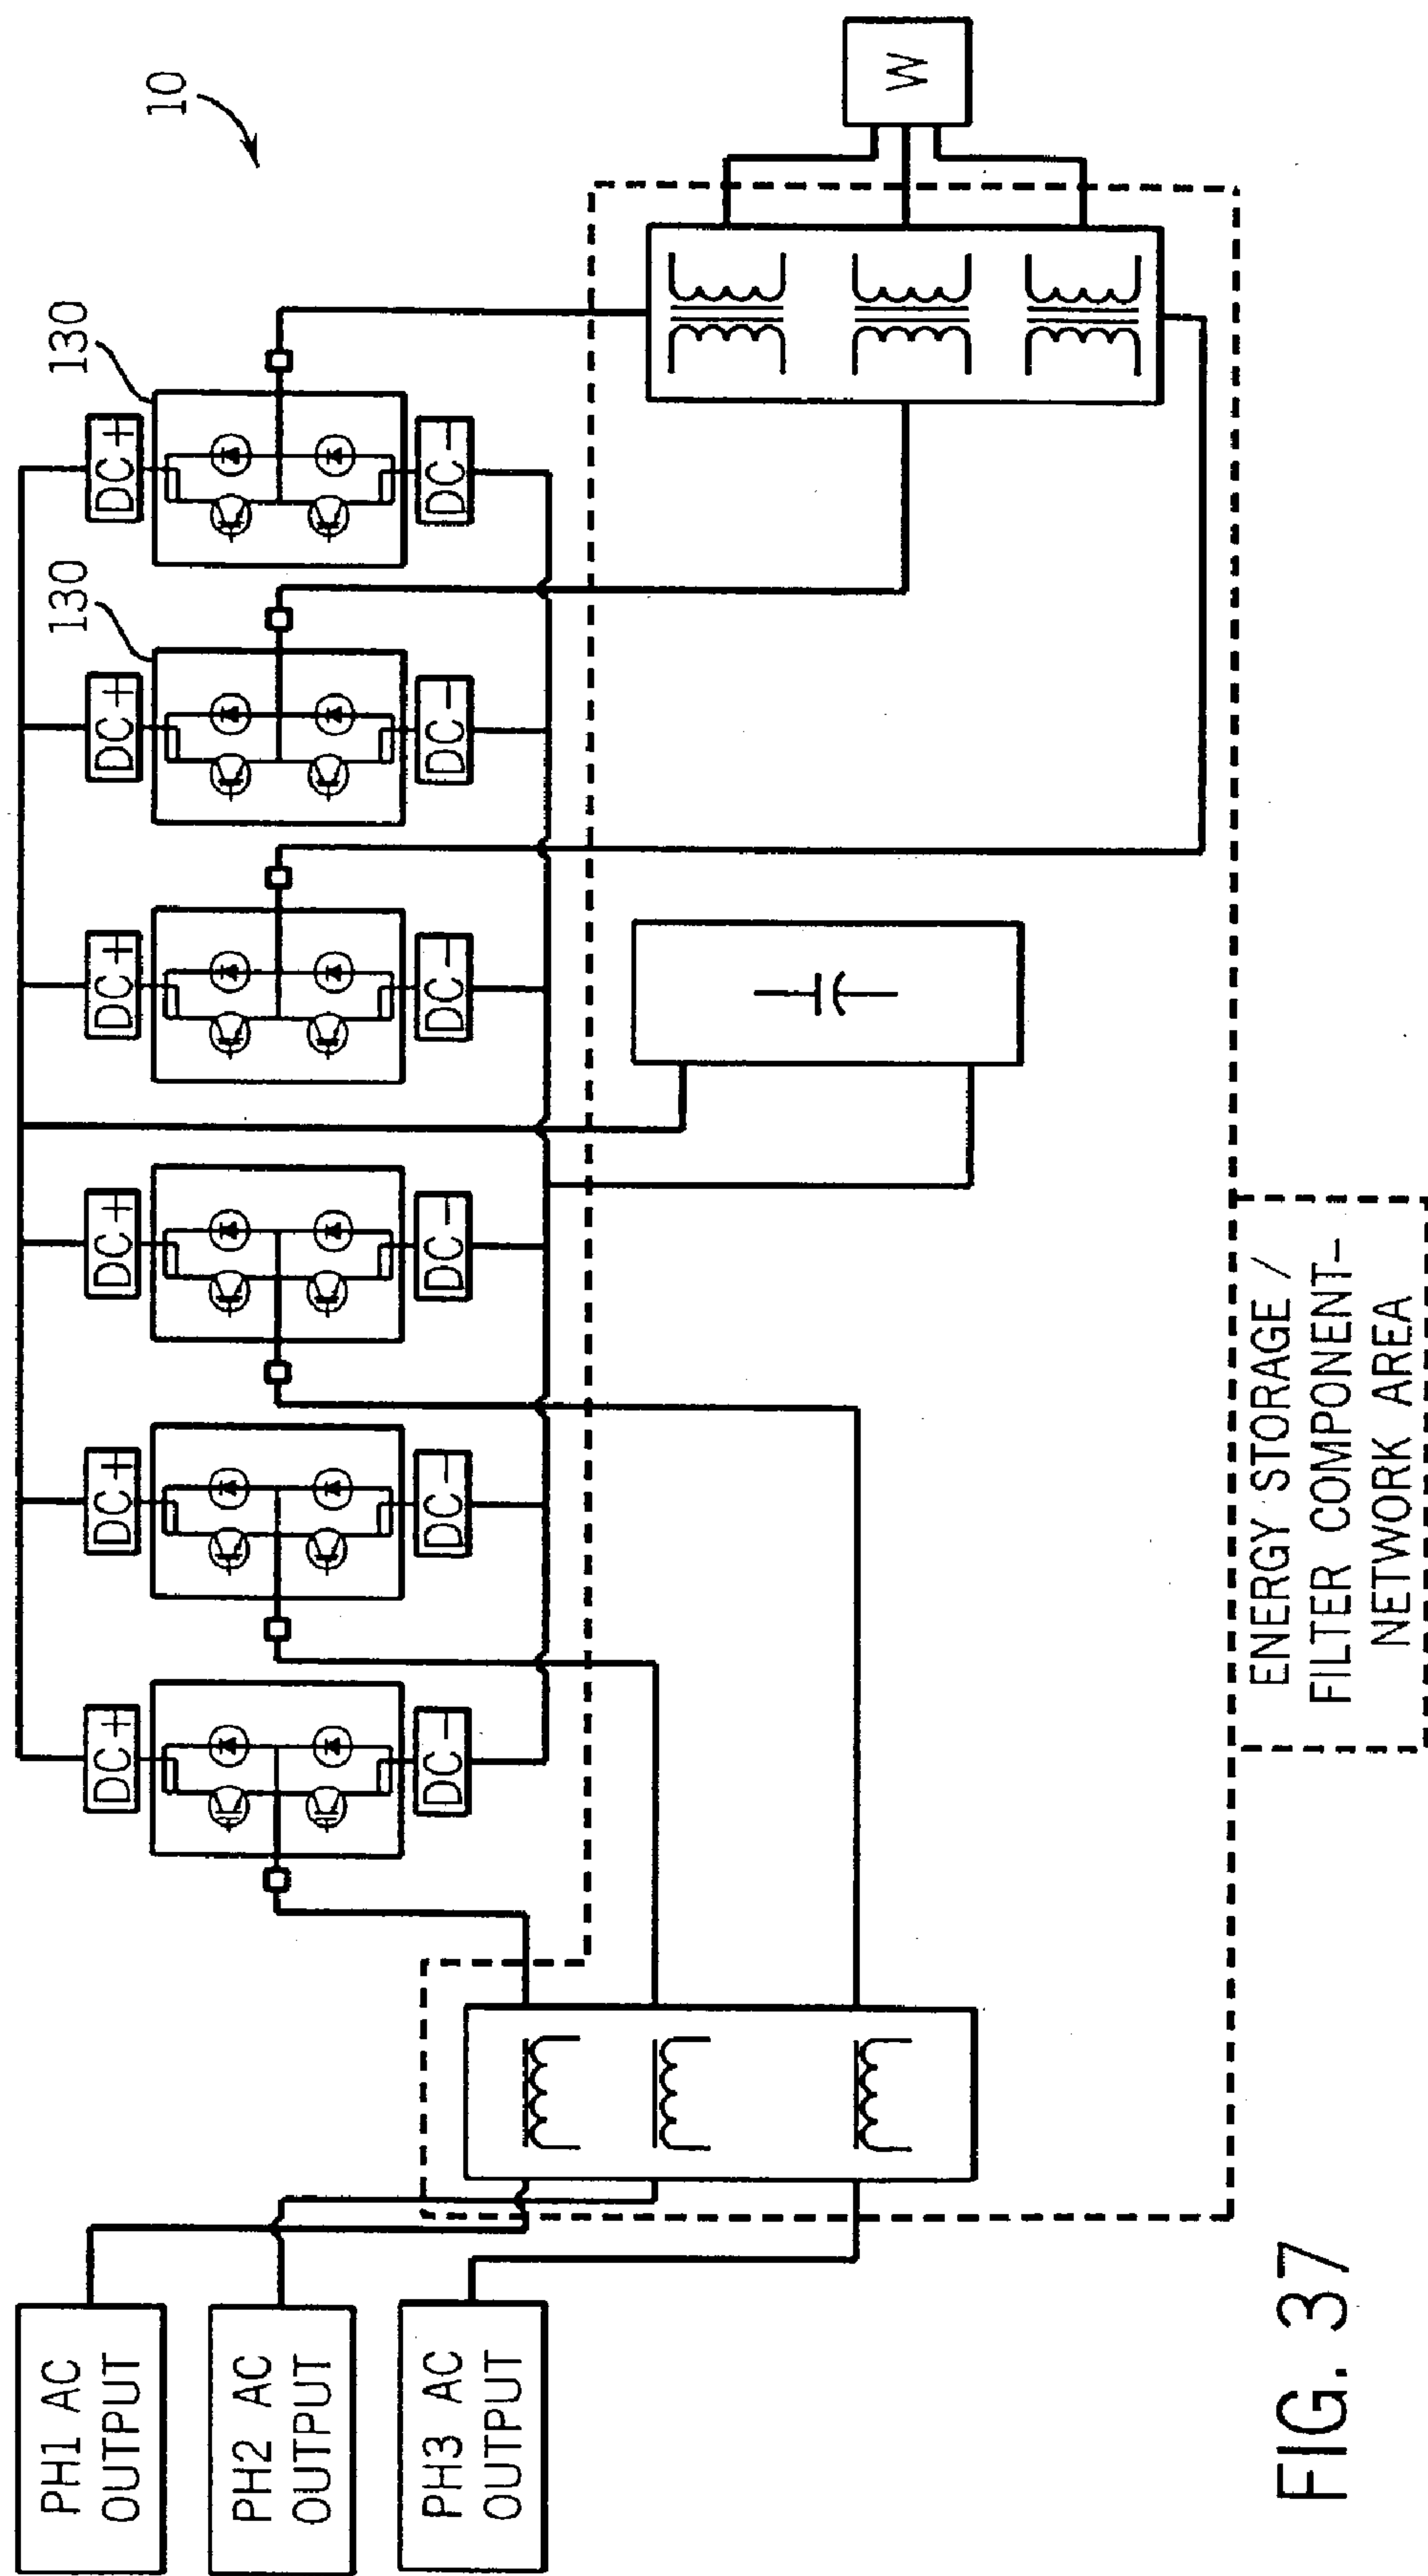 10
130
130
DC+
DC+
DC+
DC+
DC+
DC+
DC−
DC−
DC−
DC−
DC−
DC−
W
PH1 AC
OUTPUT
PH2 AC
OUTPUT
PH3 AC
OUTPUT
ENERGY STORAGE /
FILTER COMPONENT–
NETWORK AREA
FIG. 37